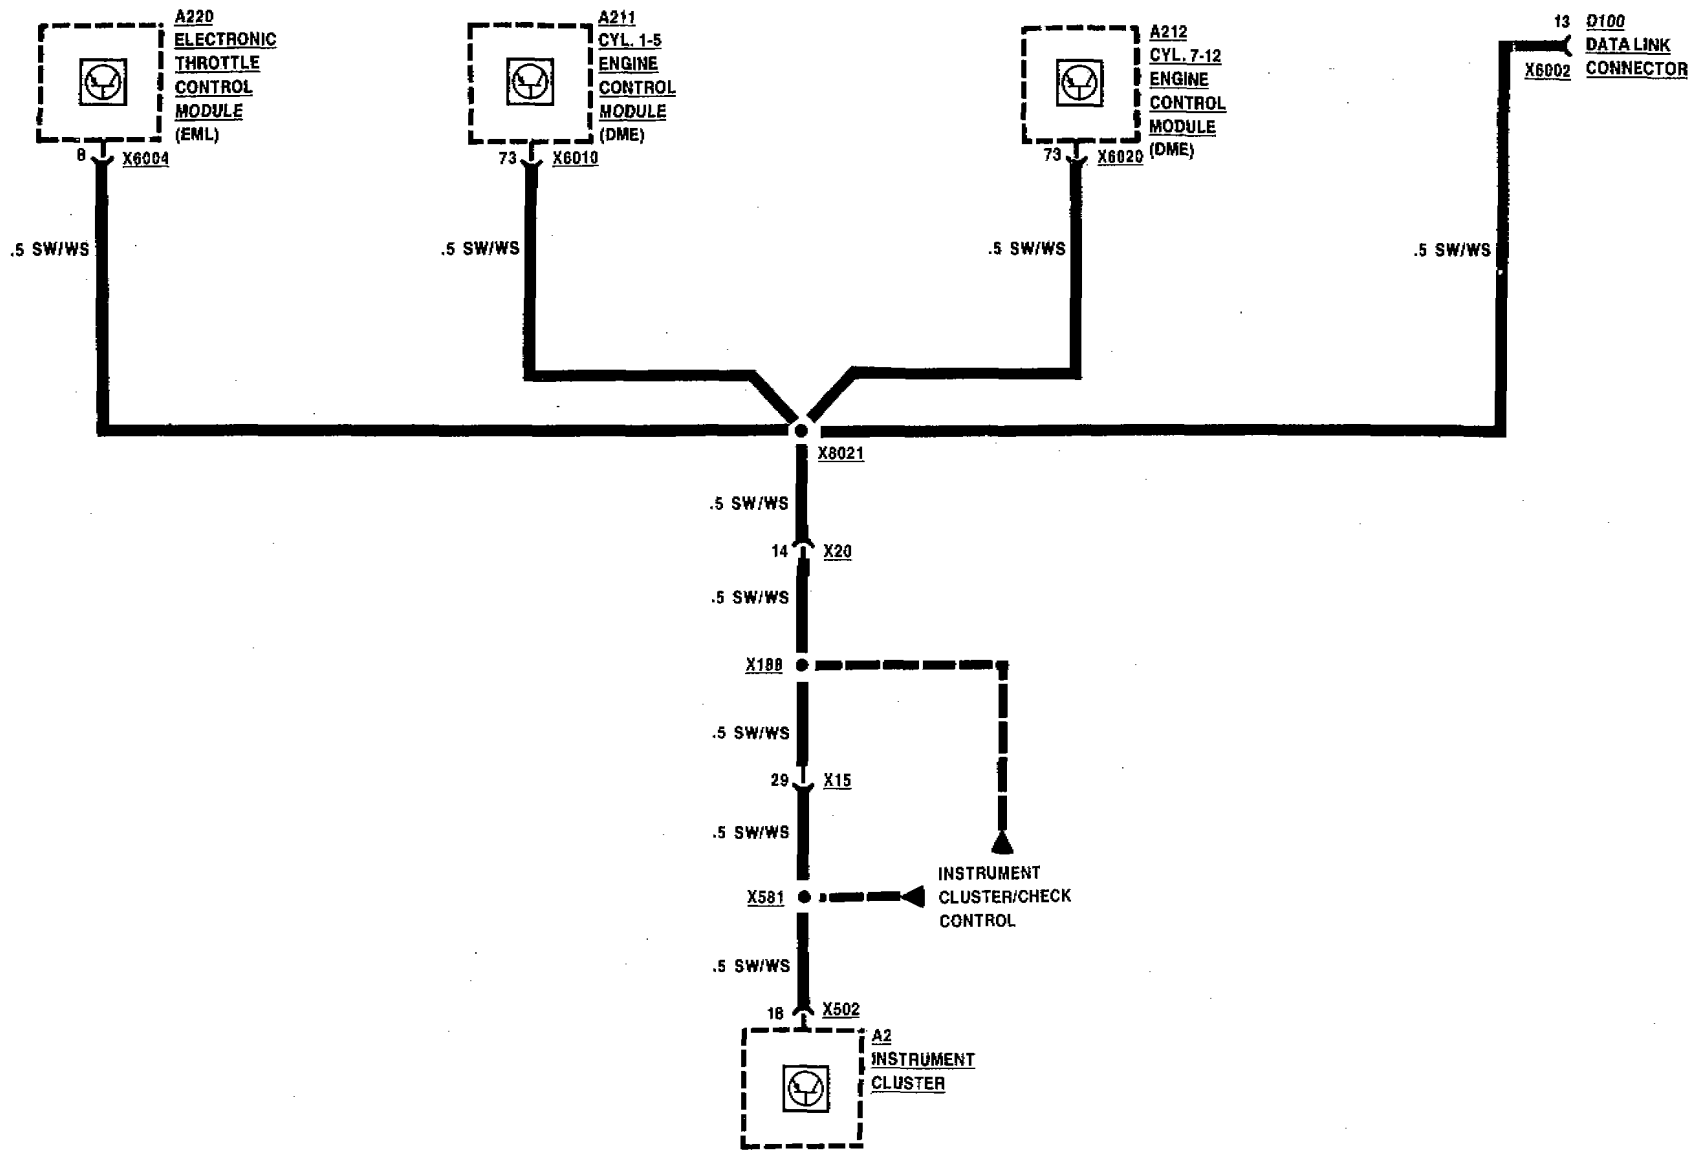 A220
ELECTRONIC
THROTTLE
CONTROL
MODULE
(EML)
8
X6004
A211
CYL. 1-5
ENGINE
CONTROL
MODULE
(DME)
73
X6010
A212
CYL. 7-12
ENGINE
CONTROL
MODULE
(DME)
73
X6020
13
D100
DATA LINK
CONNECTOR
X6002
.5 SW/WS
.5 SW/WS
.5 SW/WS
.5 SW/WS
X8021
.5 SW/WS
14
X20
.5 SW/WS
X188
.5 SW/WS
29
X15
.5 SW/WS
INSTRUMENT
CLUSTER/CHECK
CONTROL
X581
.5 SW/WS
18
X502
A2
INSTRUMENT
CLUSTER